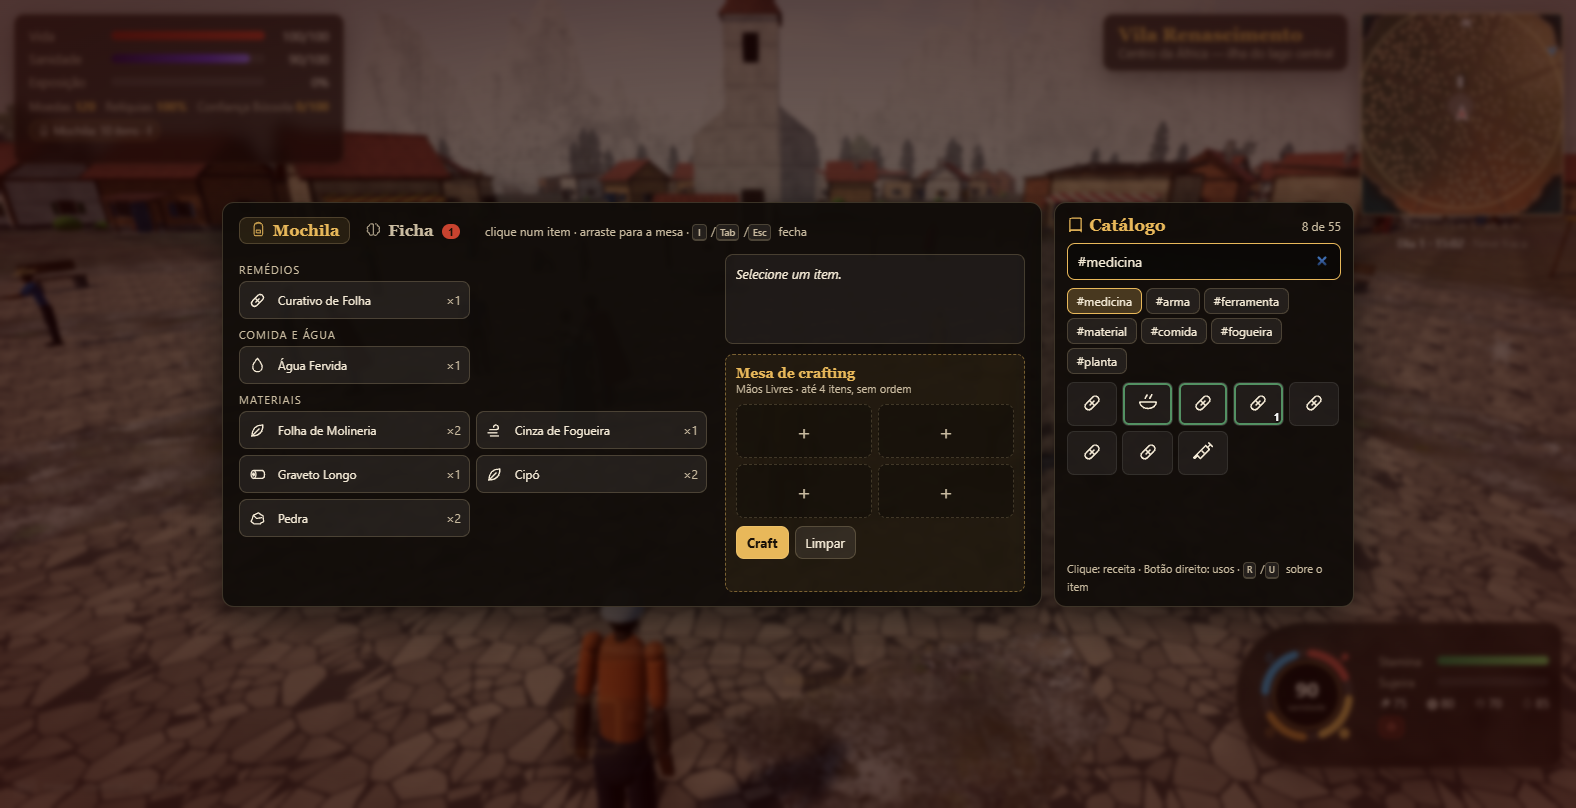 Vila Renascimento
Mochila
Ficha 1
clique num item · arraste para a mesa · I / Tab / Esc fecha
REMÉDIOS
Curativo de Folha ×1
COMIDA E ÁGUA
Água Fervida ×1
MATERIAIS
Folha de Molineria ×2
Cinza de Fogueira ×1
Graveto Longo ×1
Cipó ×2
Pedra ×2
Selecione um item.
Mesa de crafting
Mãos Livres · até 4 itens, sem ordem
+ +
+ +
Craft Limpar
Catálogo 8 de 55
#medicina ×
#medicina #arma #ferramenta
#material #comida #fogueira
#planta
1
Clique: receita · Botão direito: usos · R / U sobre o
item
90